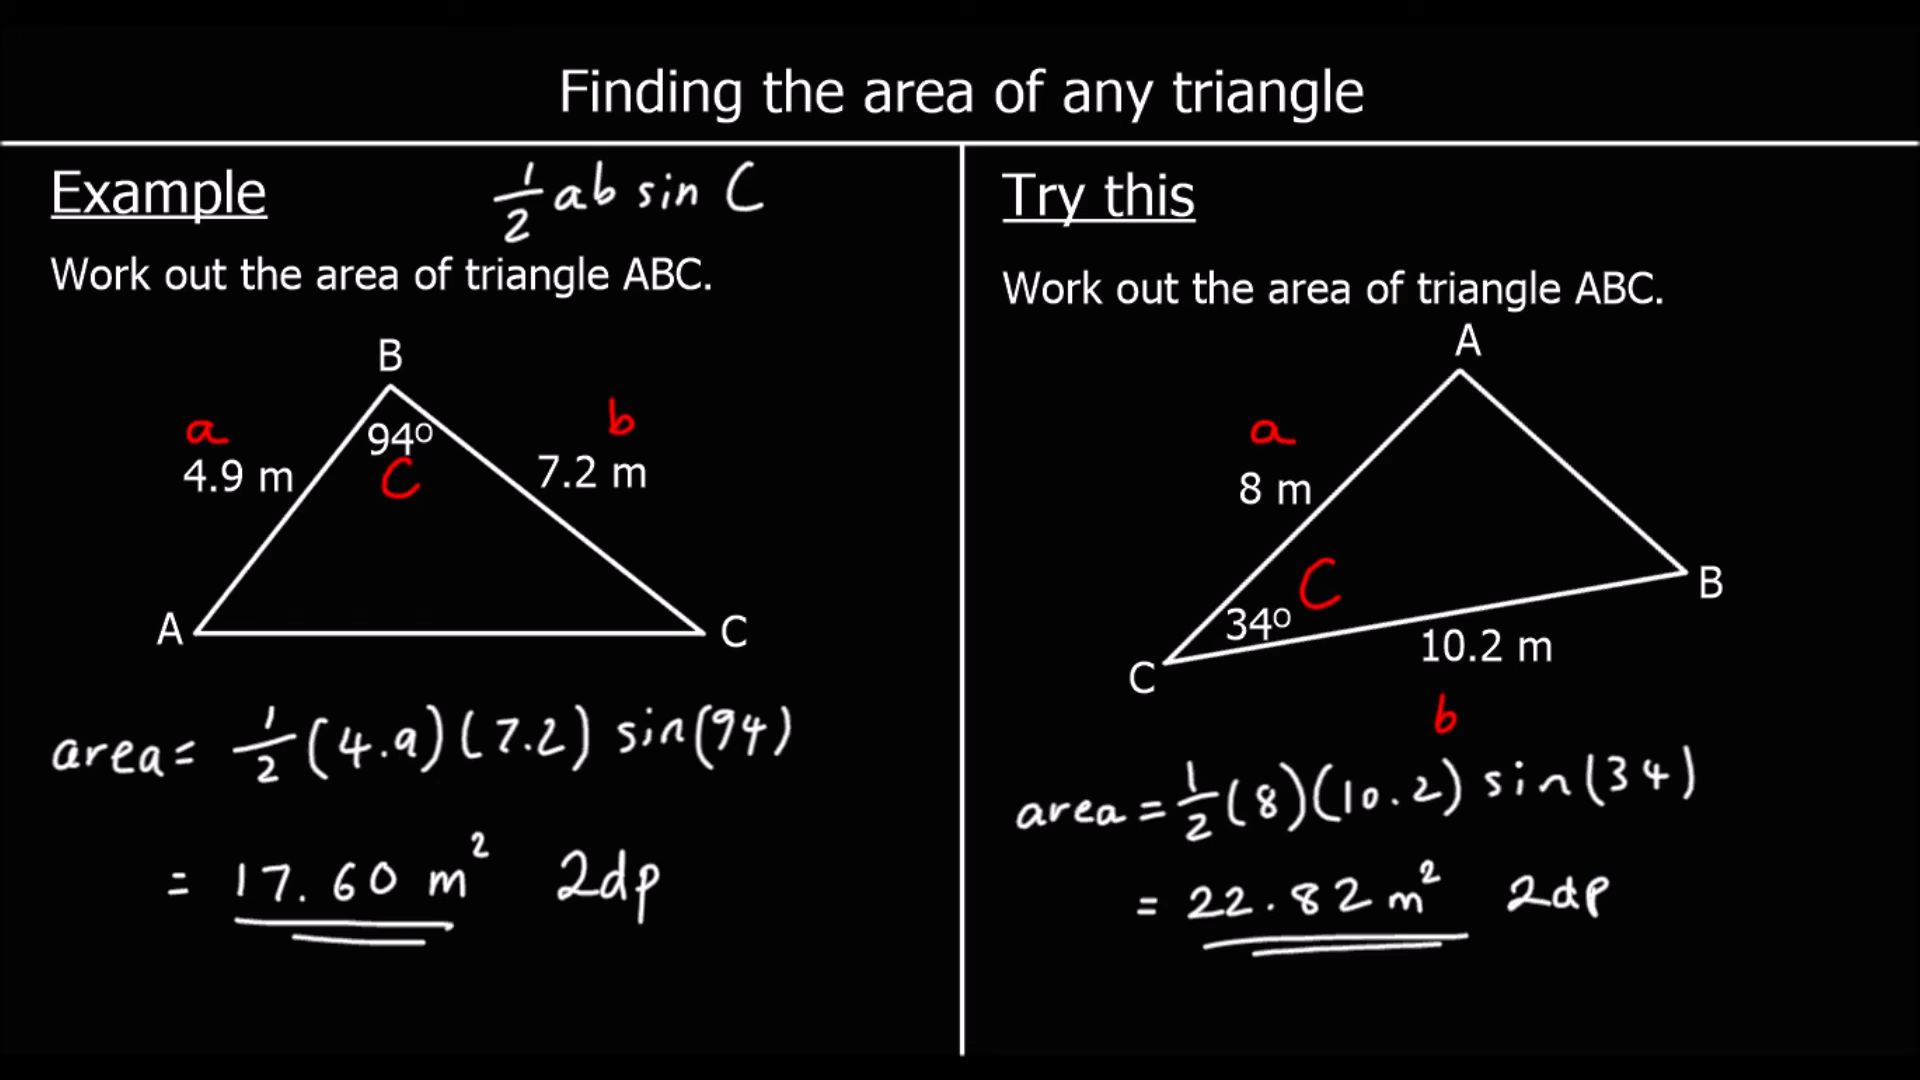 Finding the area of any triangle
Example
1/2 ab sin C
Work out the area of triangle ABC.
B
a
b
94°
4.9 m
C
7.2 m
A
C
area = 1/2 (4.9)(7.2) sin(94)
= 17.60 m² 2dp
Try this
Work out the area of triangle ABC.
A
a
8 m
C
B
34°
10.2 m
C
b
area = 1/2 (8)(10.2) sin(34)
= 22.82 m² 2dp